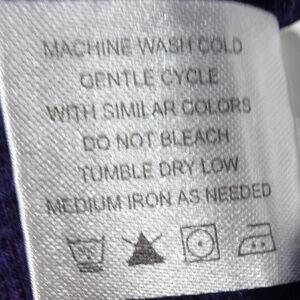 MACHINE WASH COLD
GENTLE CYCLE
WITH SIMILAR COLORS
DO NOT BLEACH
TUMBLE DRY LOW
MEDIUM IRON AS NEEDED